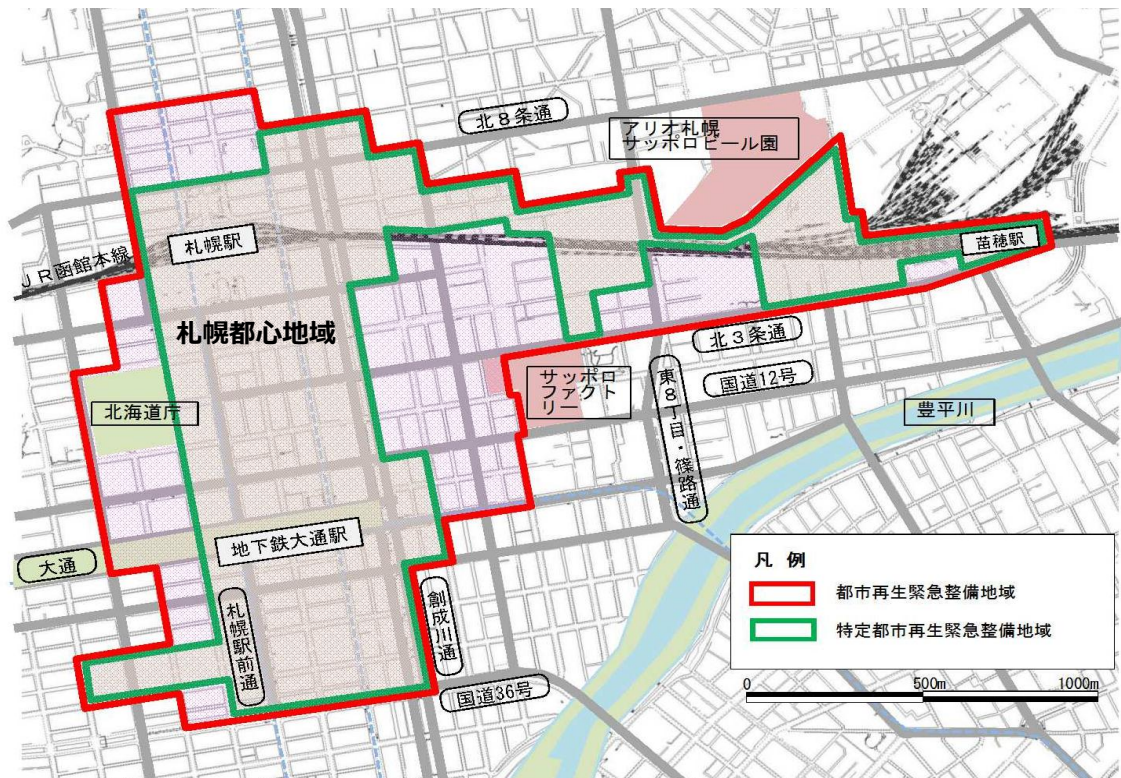 北8条通
アリオ札幌
サッポロビール園
札幌駅
苗穂駅
JR函館本線
札幌都心地域
北3条通
サッポロ
ファクト
リー
国道12号
北海道庁
東8丁目・篠路通
豊平川
地下鉄大通駅
大通
凡 例
都市再生緊急整備地域
特定都市再生緊急整備地域
札幌駅前通
創成川通
国道36号
0 500m 1000m